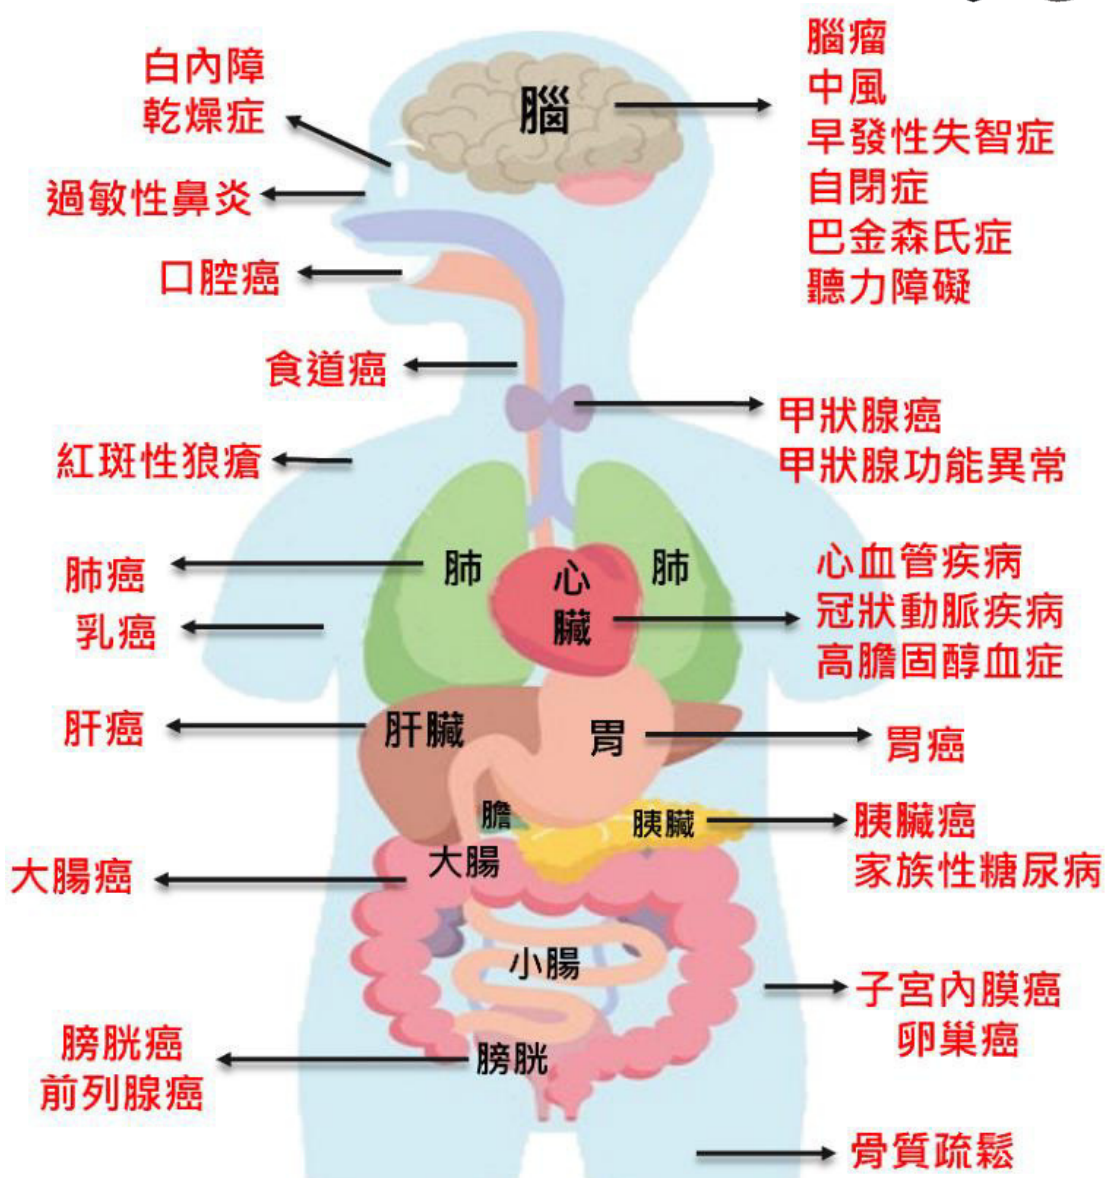 腦瘤
中風
早發性失智症
自閉症
巴金森氏症
聽力障礙
白內障
乾燥症
腦
過敏性鼻炎
口腔癌
食道癌
甲狀腺癌
甲狀腺功能異常
紅斑性狼瘡
肺癌
乳癌
肺
心
臟
肺
心血管疾病
冠狀動脈疾病
高膽固醇血症
肝癌
肝臟
胃
胃癌
膽
胰臟
胰臟癌
家族性糖尿病
大腸癌
大腸
小腸
子宮內膜癌
卵巢癌
膀胱癌
前列腺癌
膀胱
骨質疏鬆